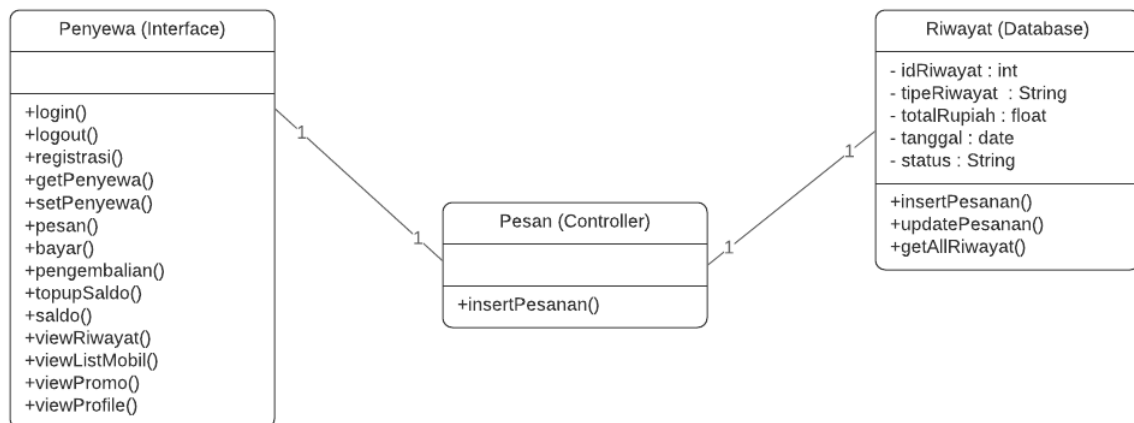 Penyewa (Interface)
+login()
+logout()
+registrasi()
+getPenyewa()
+setPenyewa()
+pesan()
+bayar()
+pengembalian()
+topupSaldo()
+saldo()
+viewRiwayat()
+viewListMobil()
+viewPromo()
+viewProfile()
1
1
Pesan (Controller)
+insertPesanan()
1
1
Riwayat (Database)
- idRiwayat : int
- tipeRiwayat : String
- totalRupiah : float
- tanggal : date
- status : String
+insertPesanan()
+updatePesanan()
+getAllRiwayat()